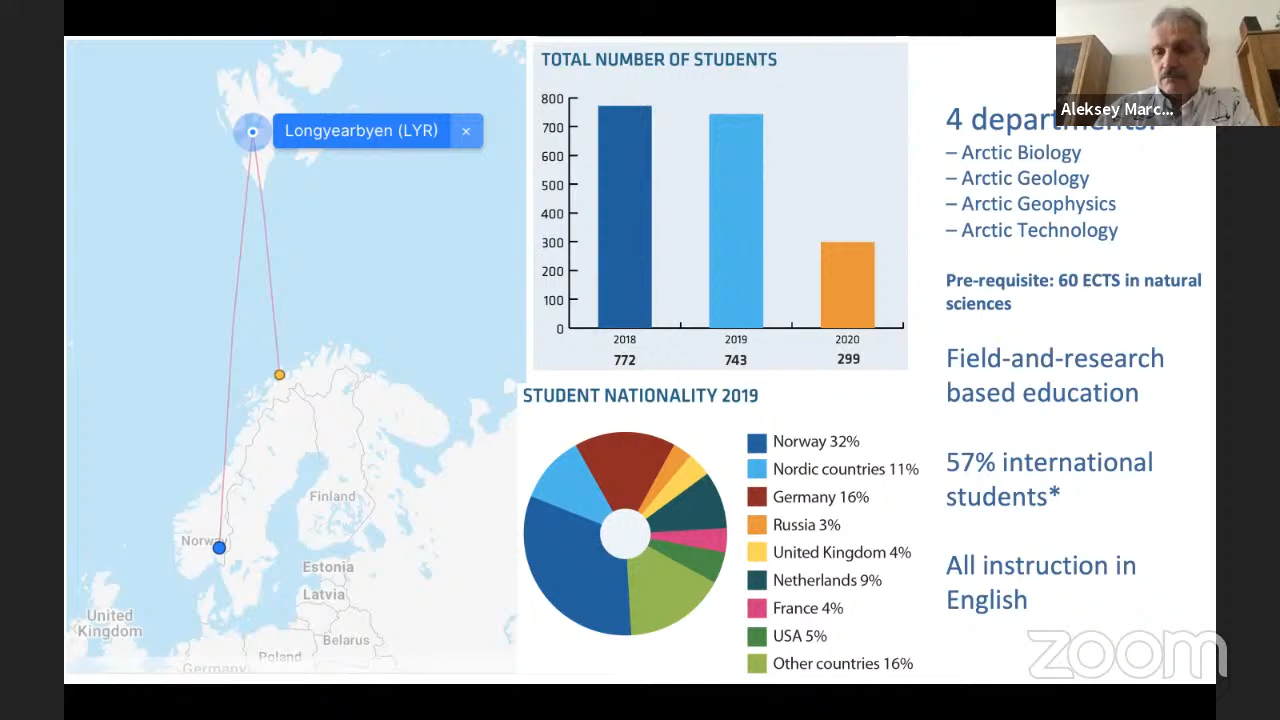 Longyearbyen (LYR) ×
Norway
Finland
Estonia
Latvia
Belarus
United
Kingdom
Poland
Germany
TOTAL NUMBER OF STUDENTS
800
700
600
500
400
300
200
100
0
2018 2019 2020
772 743 299
STUDENT NATIONALITY 2019
Norway 32%
Nordic countries 11%
Germany 16%
Russia 3%
United Kingdom 4%
Netherlands 9%
France 4%
USA 5%
Other countries 16%
Aleksey Marc...
4 departments:
– Arctic Biology
– Arctic Geology
– Arctic Geophysics
– Arctic Technology
Pre-requisite: 60 ECTS in natural
sciences
Field-and-research
based education
57% international
students*
All instruction in
English
zoom